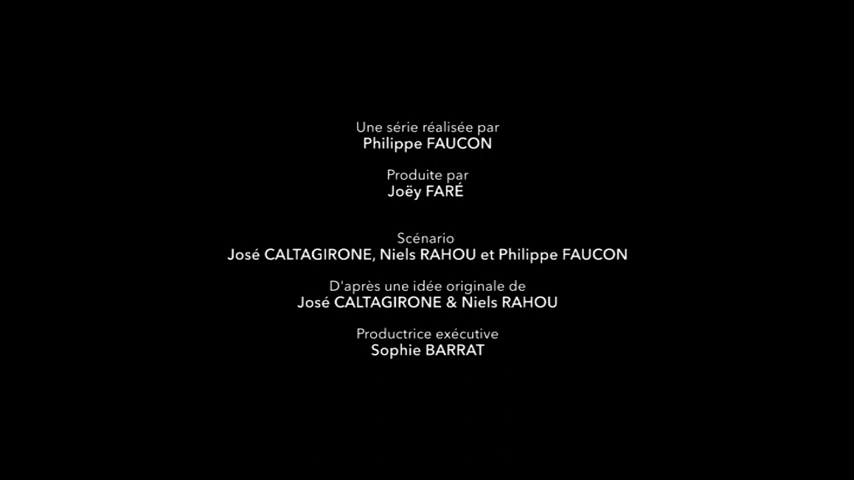 Une série réalisée par
Philippe FAUCON
Produite par
Joëy FARÉ
Scénario
José CALTAGIRONE, Niels RAHOU et Philippe FAUCON
D'après une idée originale de
José CALTAGIRONE & Niels RAHOU
Productrice exécutive
Sophie BARRAT